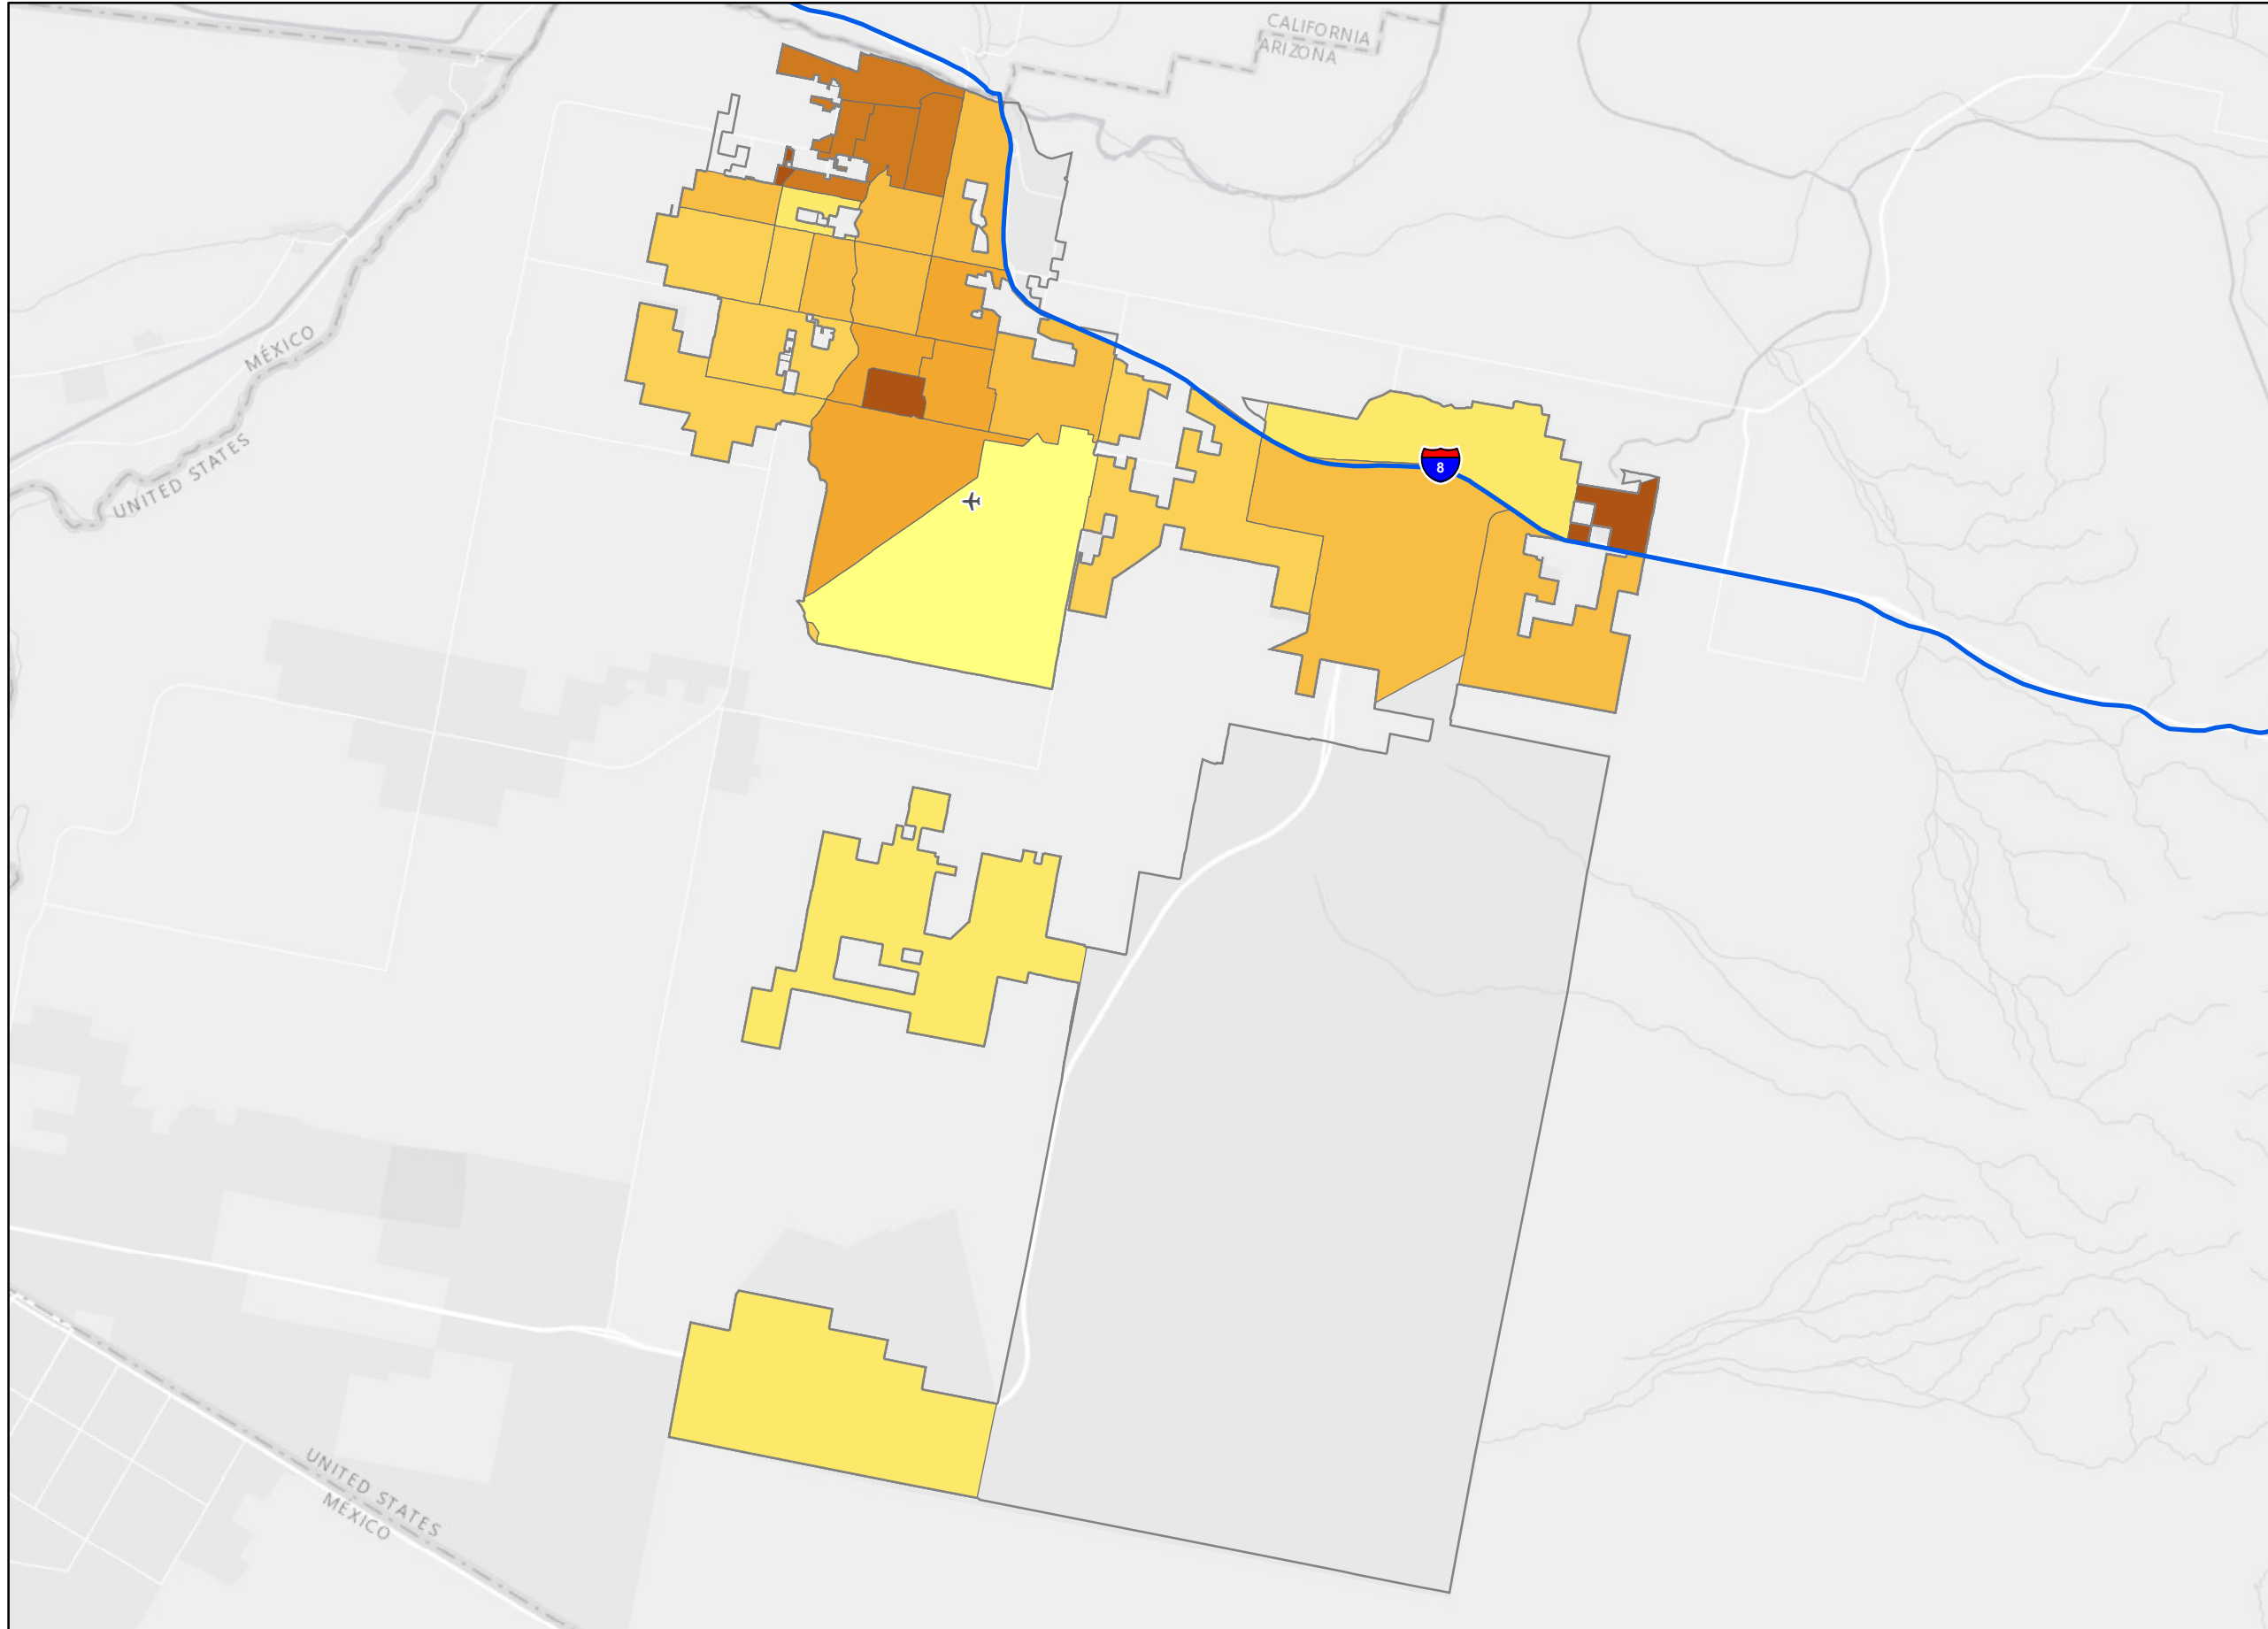 CALIFORNIA
ARIZONA
MÉXICO
UNITED STATES
8
UNITED STATES
MÉXICO